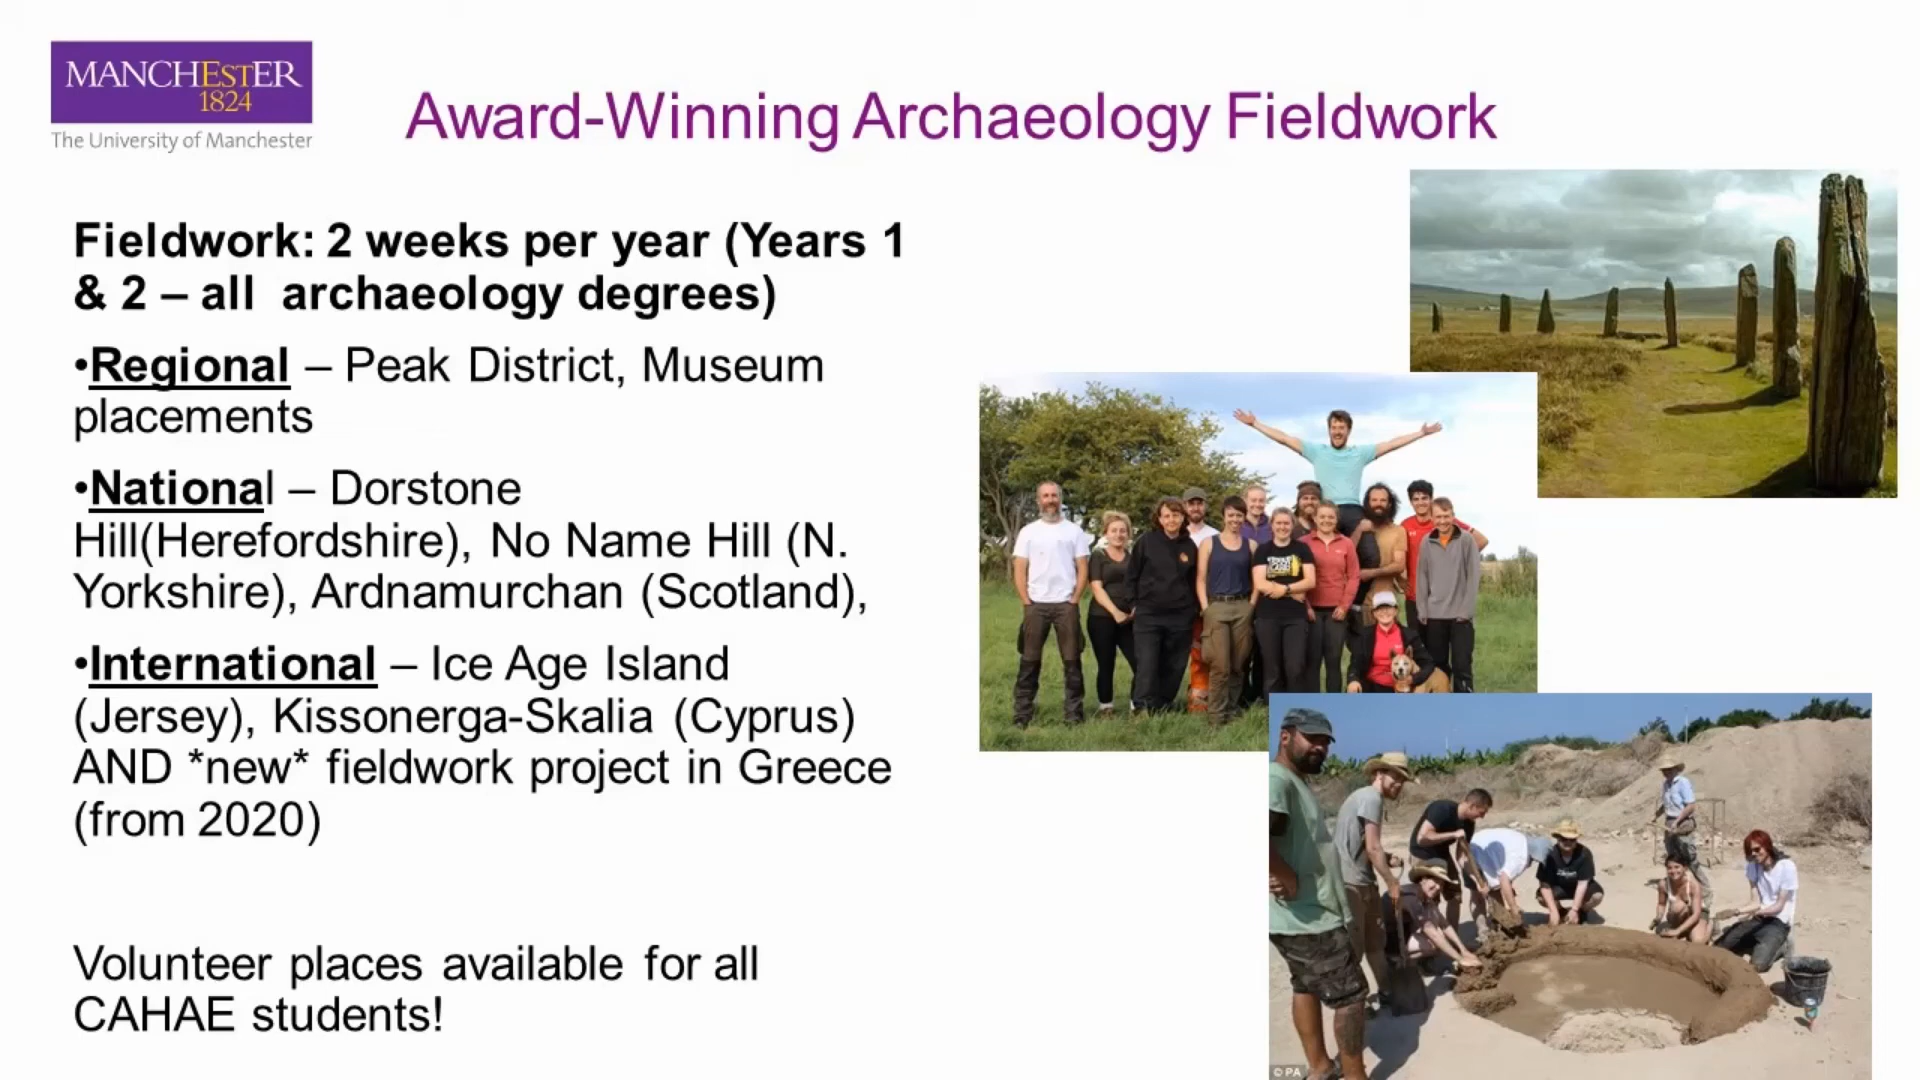 MANCHESTER
1824
The University of Manchester
Award-Winning Archaeology Fieldwork
Fieldwork: 2 weeks per year (Years 1
& 2 – all archaeology degrees)
•Regional – Peak District, Museum
placements
•National – Dorstone
Hill(Herefordshire), No Name Hill (N.
Yorkshire), Ardnamurchan (Scotland),
•International – Ice Age Island
(Jersey), Kissonerga-Skalia (Cyprus)
AND *new* fieldwork project in Greece
(from 2020)
Volunteer places available for all
CAHAE students!
© PA